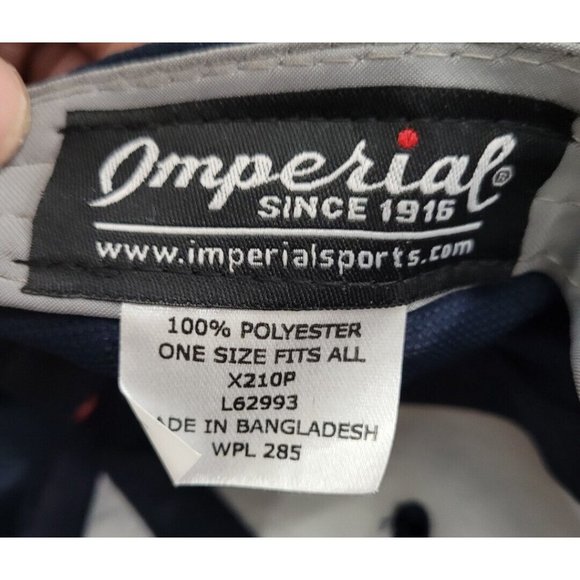 Imperial®
SINCE 1916
www.imperialsports.com
100% POLYESTER
ONE SIZE FITS ALL
X210P
L62993
ADE IN BANGLADESH
WPL 285